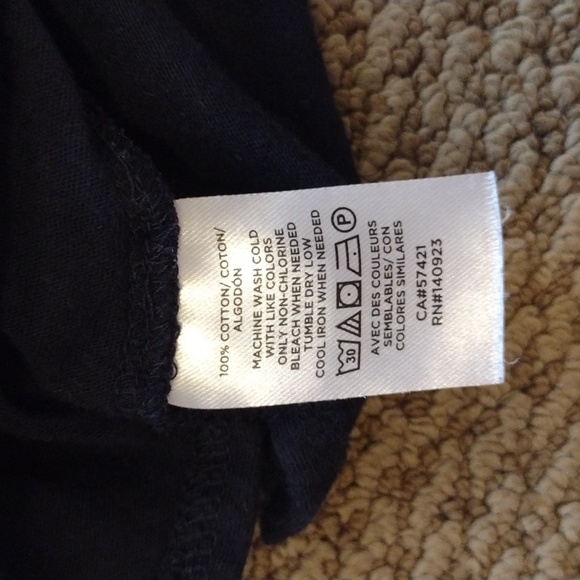 100% COTTON/ COTON/
ALGODÓN
MACHINE WASH COLD
WITH LIKE COLORS
ONLY NON-CHLORINE
BLEACH WHEN NEEDED
TUMBLE DRY LOW
COOL IRON WHEN NEEDED
30 P
AVEC DES COULEURS
SEMBLABLES/ CON
COLORES SIMILARES
CA#57421
RN#140923